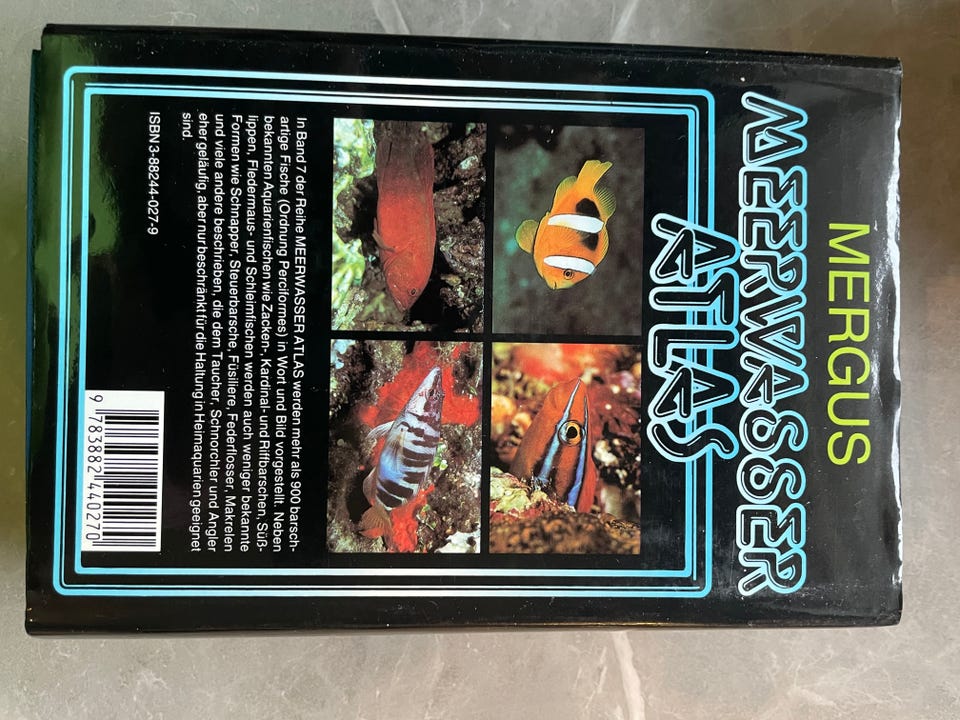 MERGUS
MEERWASSER
ATLAS
In Band 7 der Reihe MEERWASSER ATLAS werden mehr als 900 barsch-
artige Fische (Ordnung Perciformes) in Wort und Bild vorgestellt. Neben
bekannten Aquarienfischen wie Zacken-, Kardinal- und Riffbarschen, Süß-
lippen, Fledermaus- und Schleimfischen werden auch weniger bekannte
Formen wie Schnapper, Steuerbarsche, Füsiliere, Federflosser, Makrelen
und viele andere beschrieben, die dem Taucher, Schnorchler und Angler
eher geläufig, aber nur beschränkt für die Haltung in Heimaquarien geeignet
sind.
ISBN 3-88244-027-9
9 783882 440270